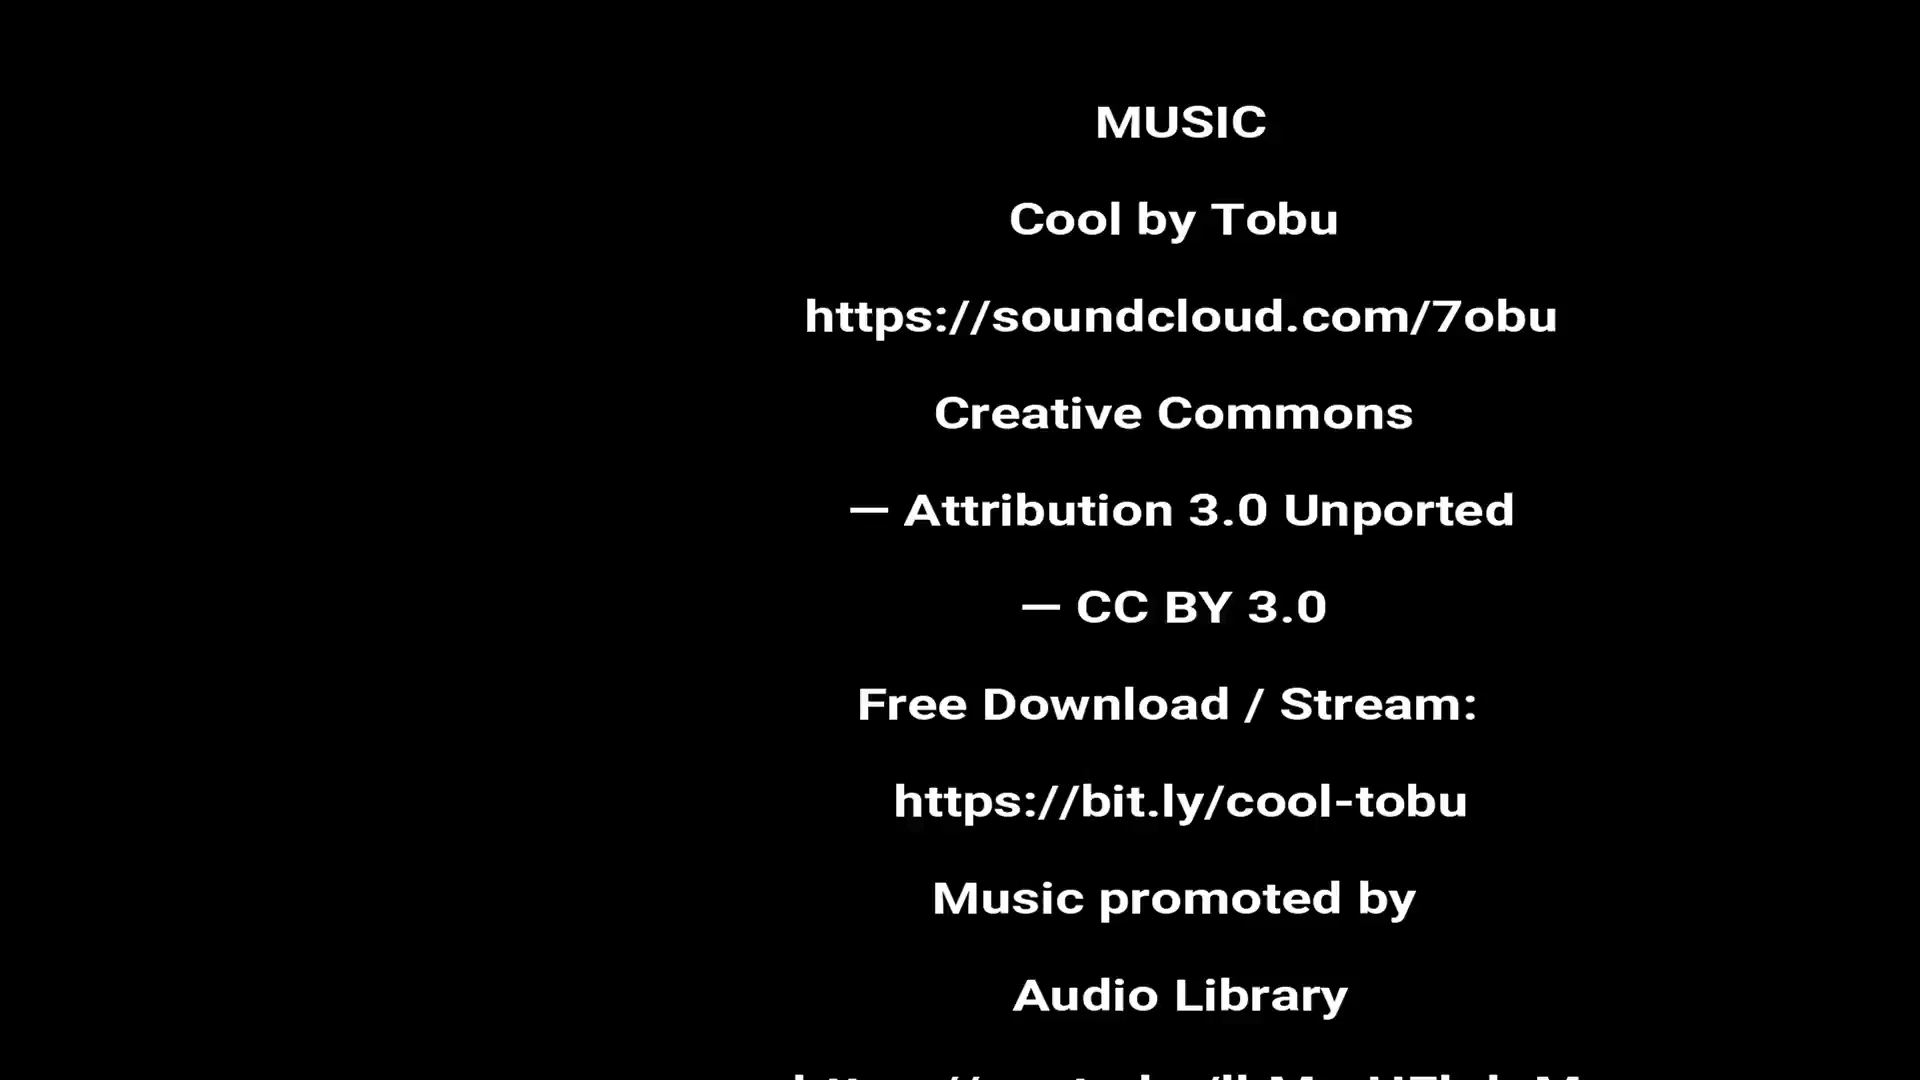 MUSIC
Cool by Tobu
https://soundcloud.com/7obu
Creative Commons
— Attribution 3.0 Unported
— CC BY 3.0
Free Download / Stream:
https://bit.ly/cool-tobu
Music promoted by
Audio Library